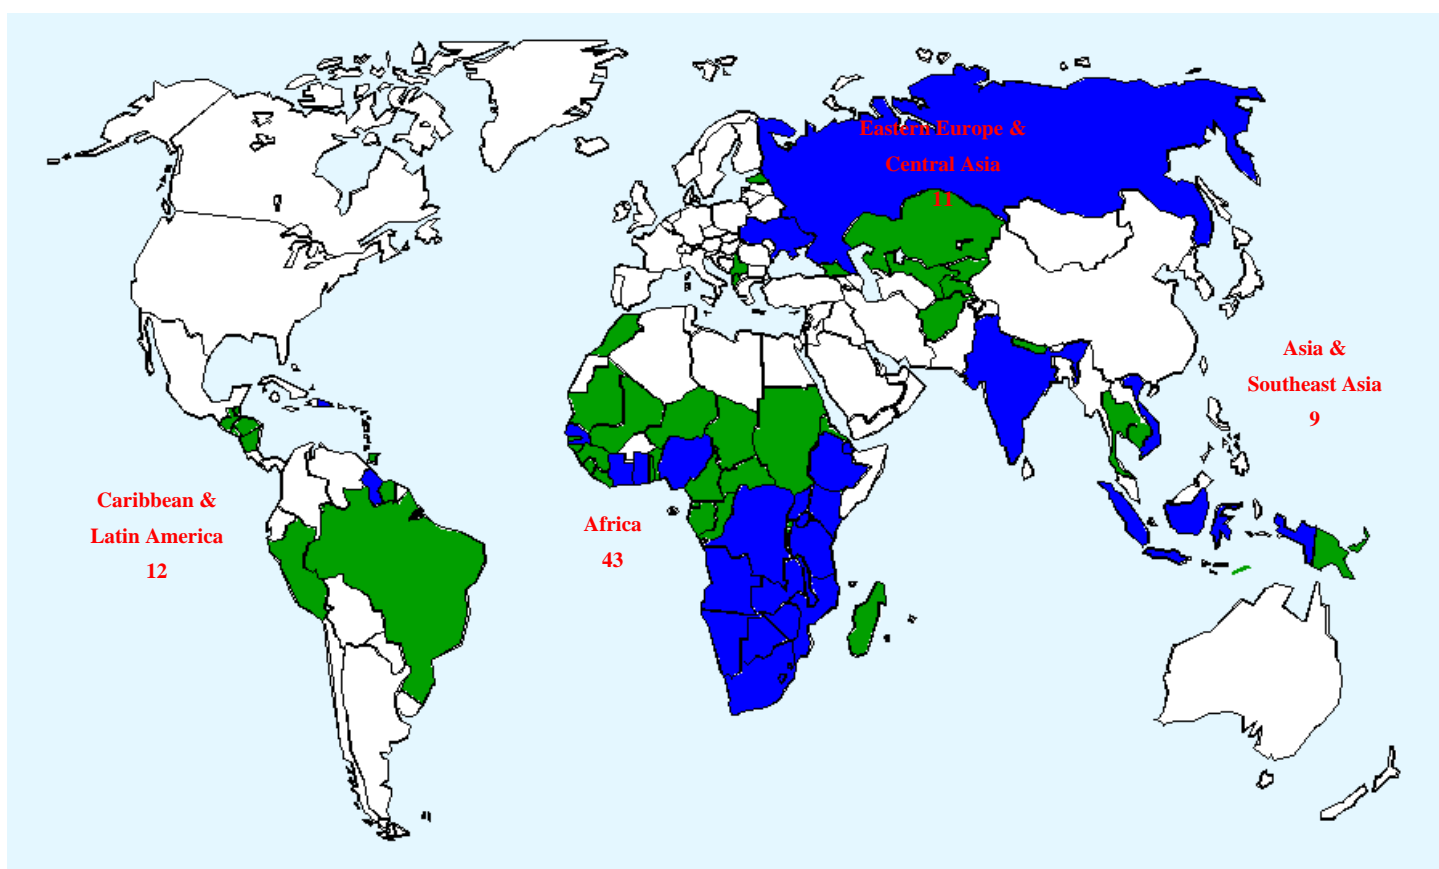 Eastern Europe &
Central Asia
11
Asia &
Southeast Asia
9
Caribbean &
Latin America
12
Africa
43